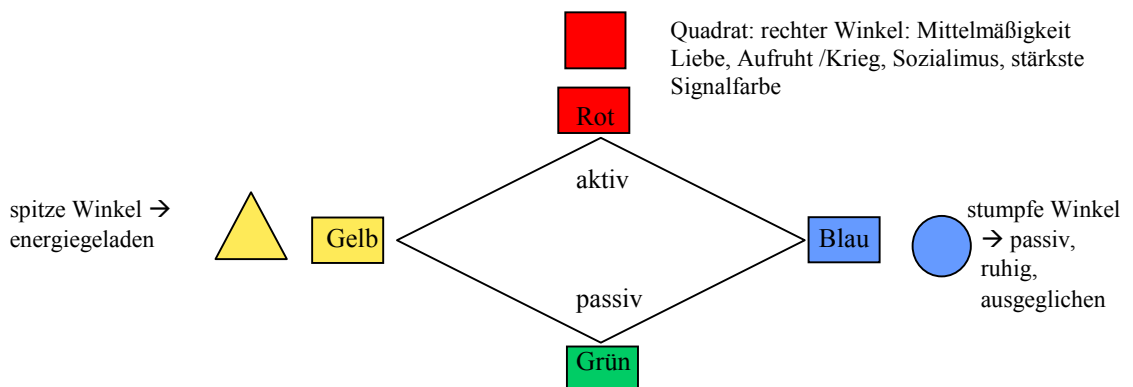 Quadrat: rechter Winkel: Mittelmäßigkeit
Liebe, Aufruht /Krieg, Sozialimus, stärkste
Signalfarbe
Rot
aktiv
spitze Winkel →
energiegeladen
Gelb
Blau
stumpfe Winkel
→ passiv,
ruhig,
ausgeglichen
passiv
Grün